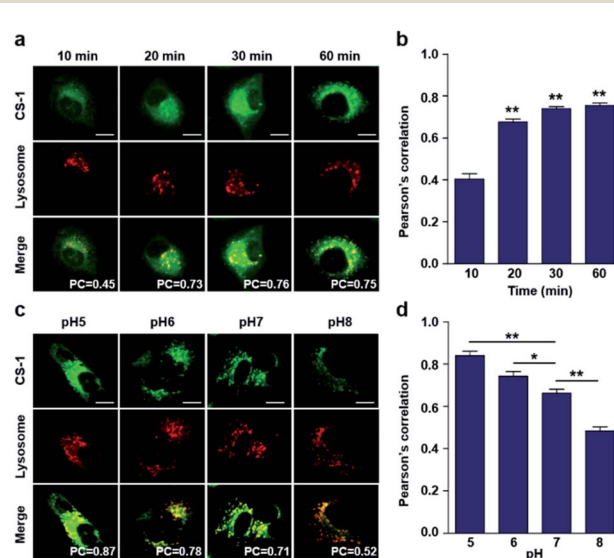 a
10 min 20 min 30 min 60 min
CS-1
Lysosome
Merge
PC=0.45 PC=0.73 PC=0.76 PC=0.75
b
Pearson's correlation
1.0
0.8
0.6
0.4
0.2
0.0
** ** **
10 20 30 60
Time (min)
c
pH5 pH6 pH7 pH8
CS-1
Lysosome
Merge
PC=0.87 PC=0.78 PC=0.71 PC=0.52
d
Pearson's correlation
1.0
0.8
0.6
0.4
0.2
0.0
**
*
**
5 6 7 8
pH